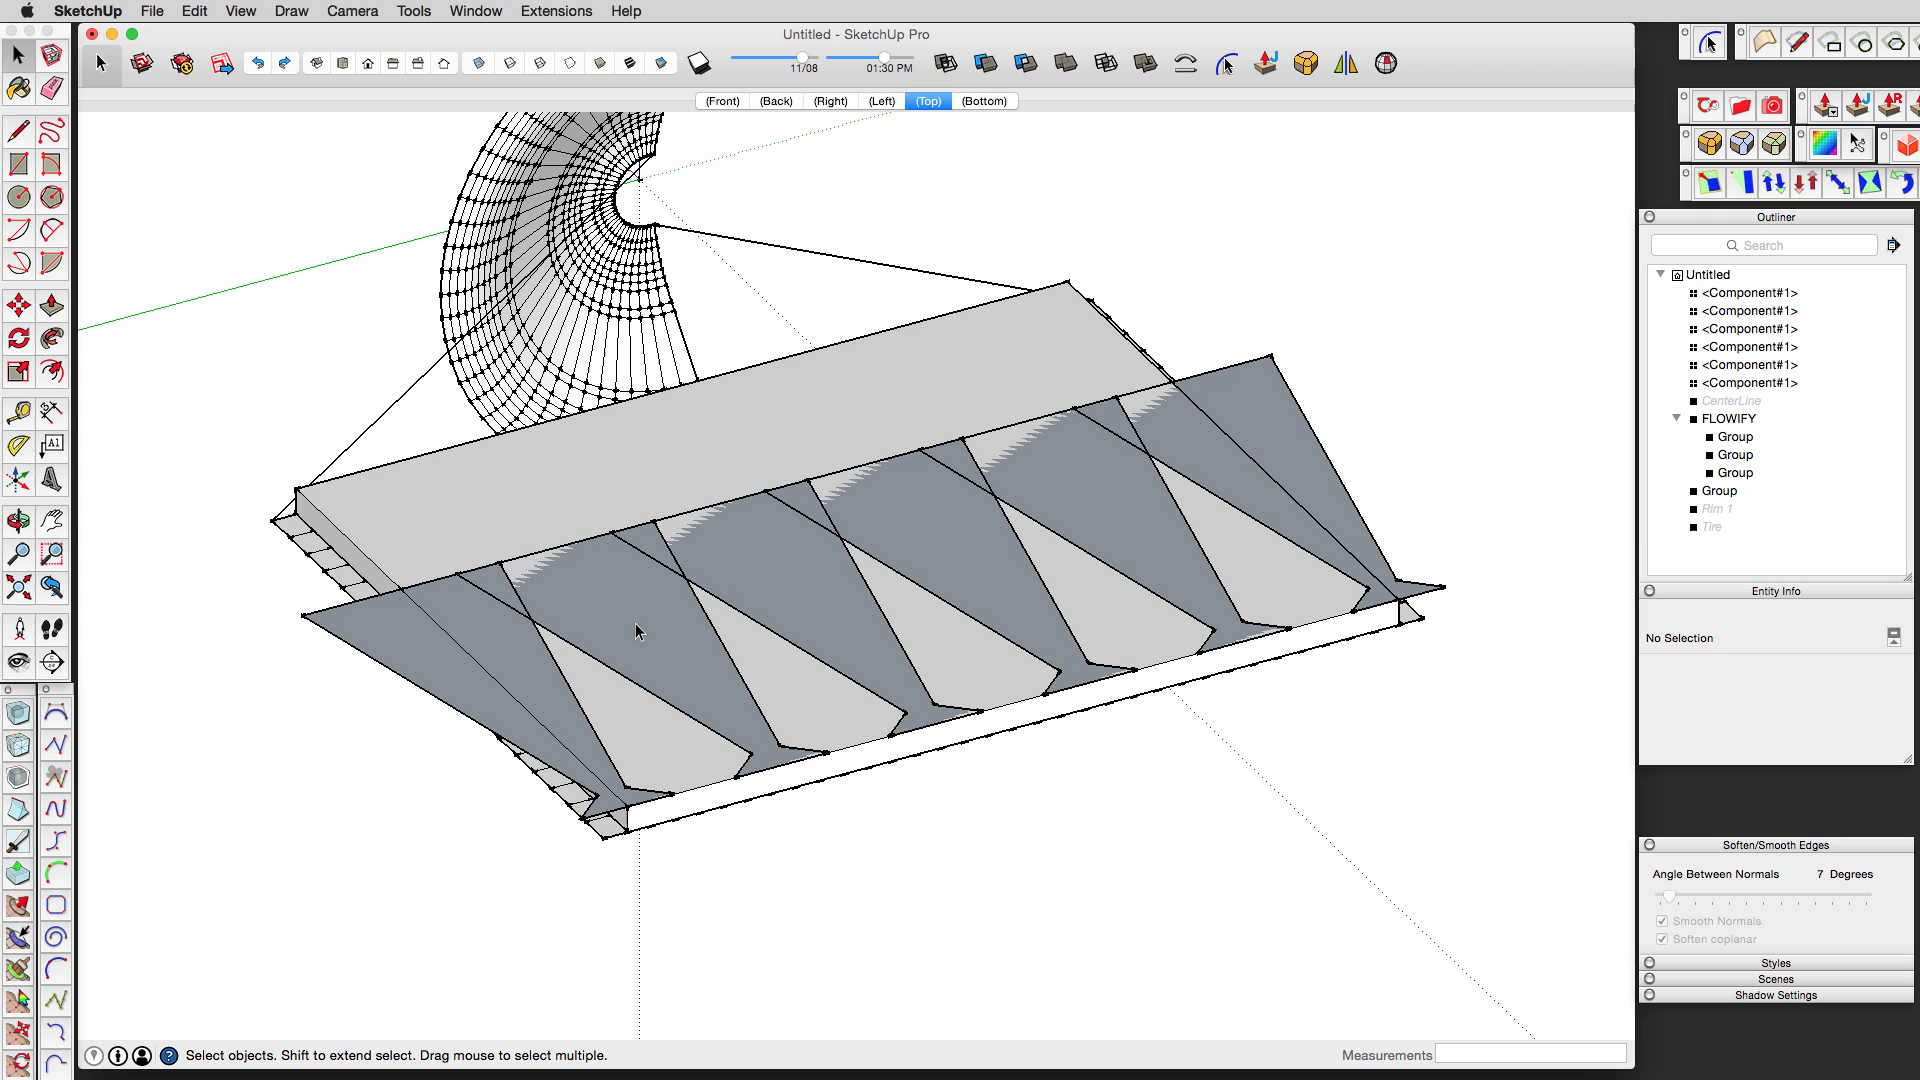 SketchUp File Edit View Draw Camera Tools Window Extensions Help
Untitled - SketchUp Pro
11/08 01:30 PM
(Front) (Back) (Right) (Left) (Top) (Bottom)
A1
J
J R
Outliner
Search
Untitled
<Component#1>
<Component#1>
<Component#1>
<Component#1>
<Component#1>
<Component#1>
CenterLine
FLOWIFY
Group
Group
Group
Group
Rim 1
Tire
Entity Info
No Selection
Soften/Smooth Edges
Angle Between Normals 7 Degrees
Smooth Normals
Soften coplanar
Styles
Scenes
Shadow Settings
Select objects. Shift to extend select. Drag mouse to select multiple.
Measurements